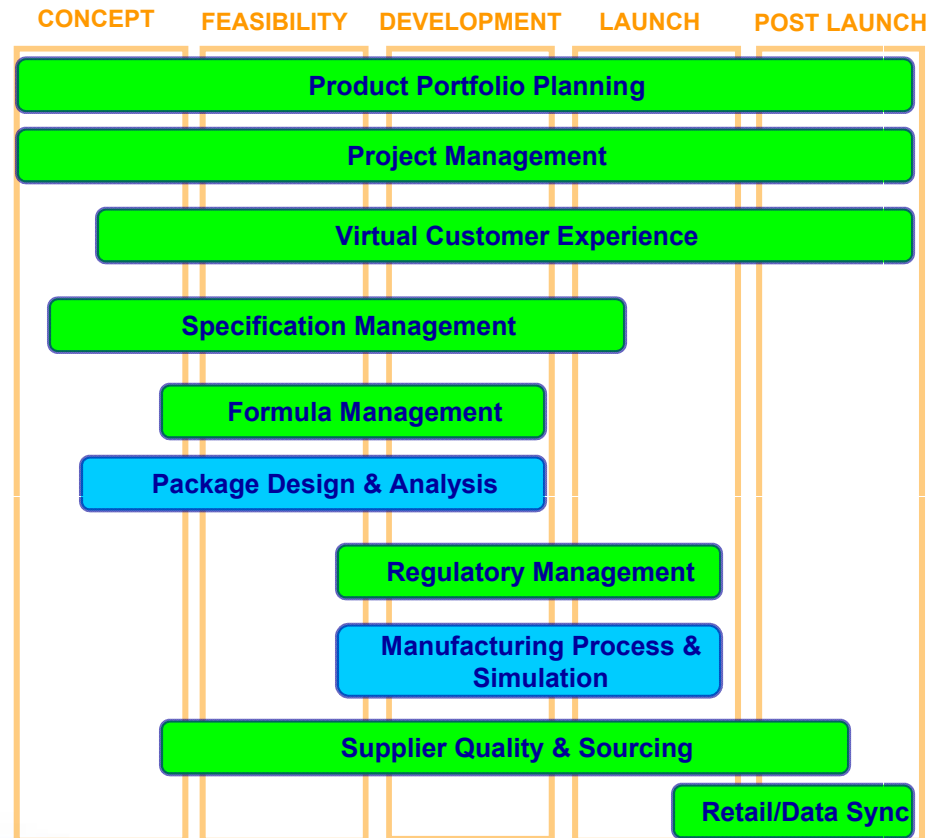 CONCEPT FEASIBILITY DEVELOPMENT LAUNCH POST LAUNCH
Product Portfolio Planning
Project Management
Virtual Customer Experience
Specification Management
Formula Management
Package Design & Analysis
Regulatory Management
Manufacturing Process &
Simulation
Supplier Quality & Sourcing
Retail/Data Sync